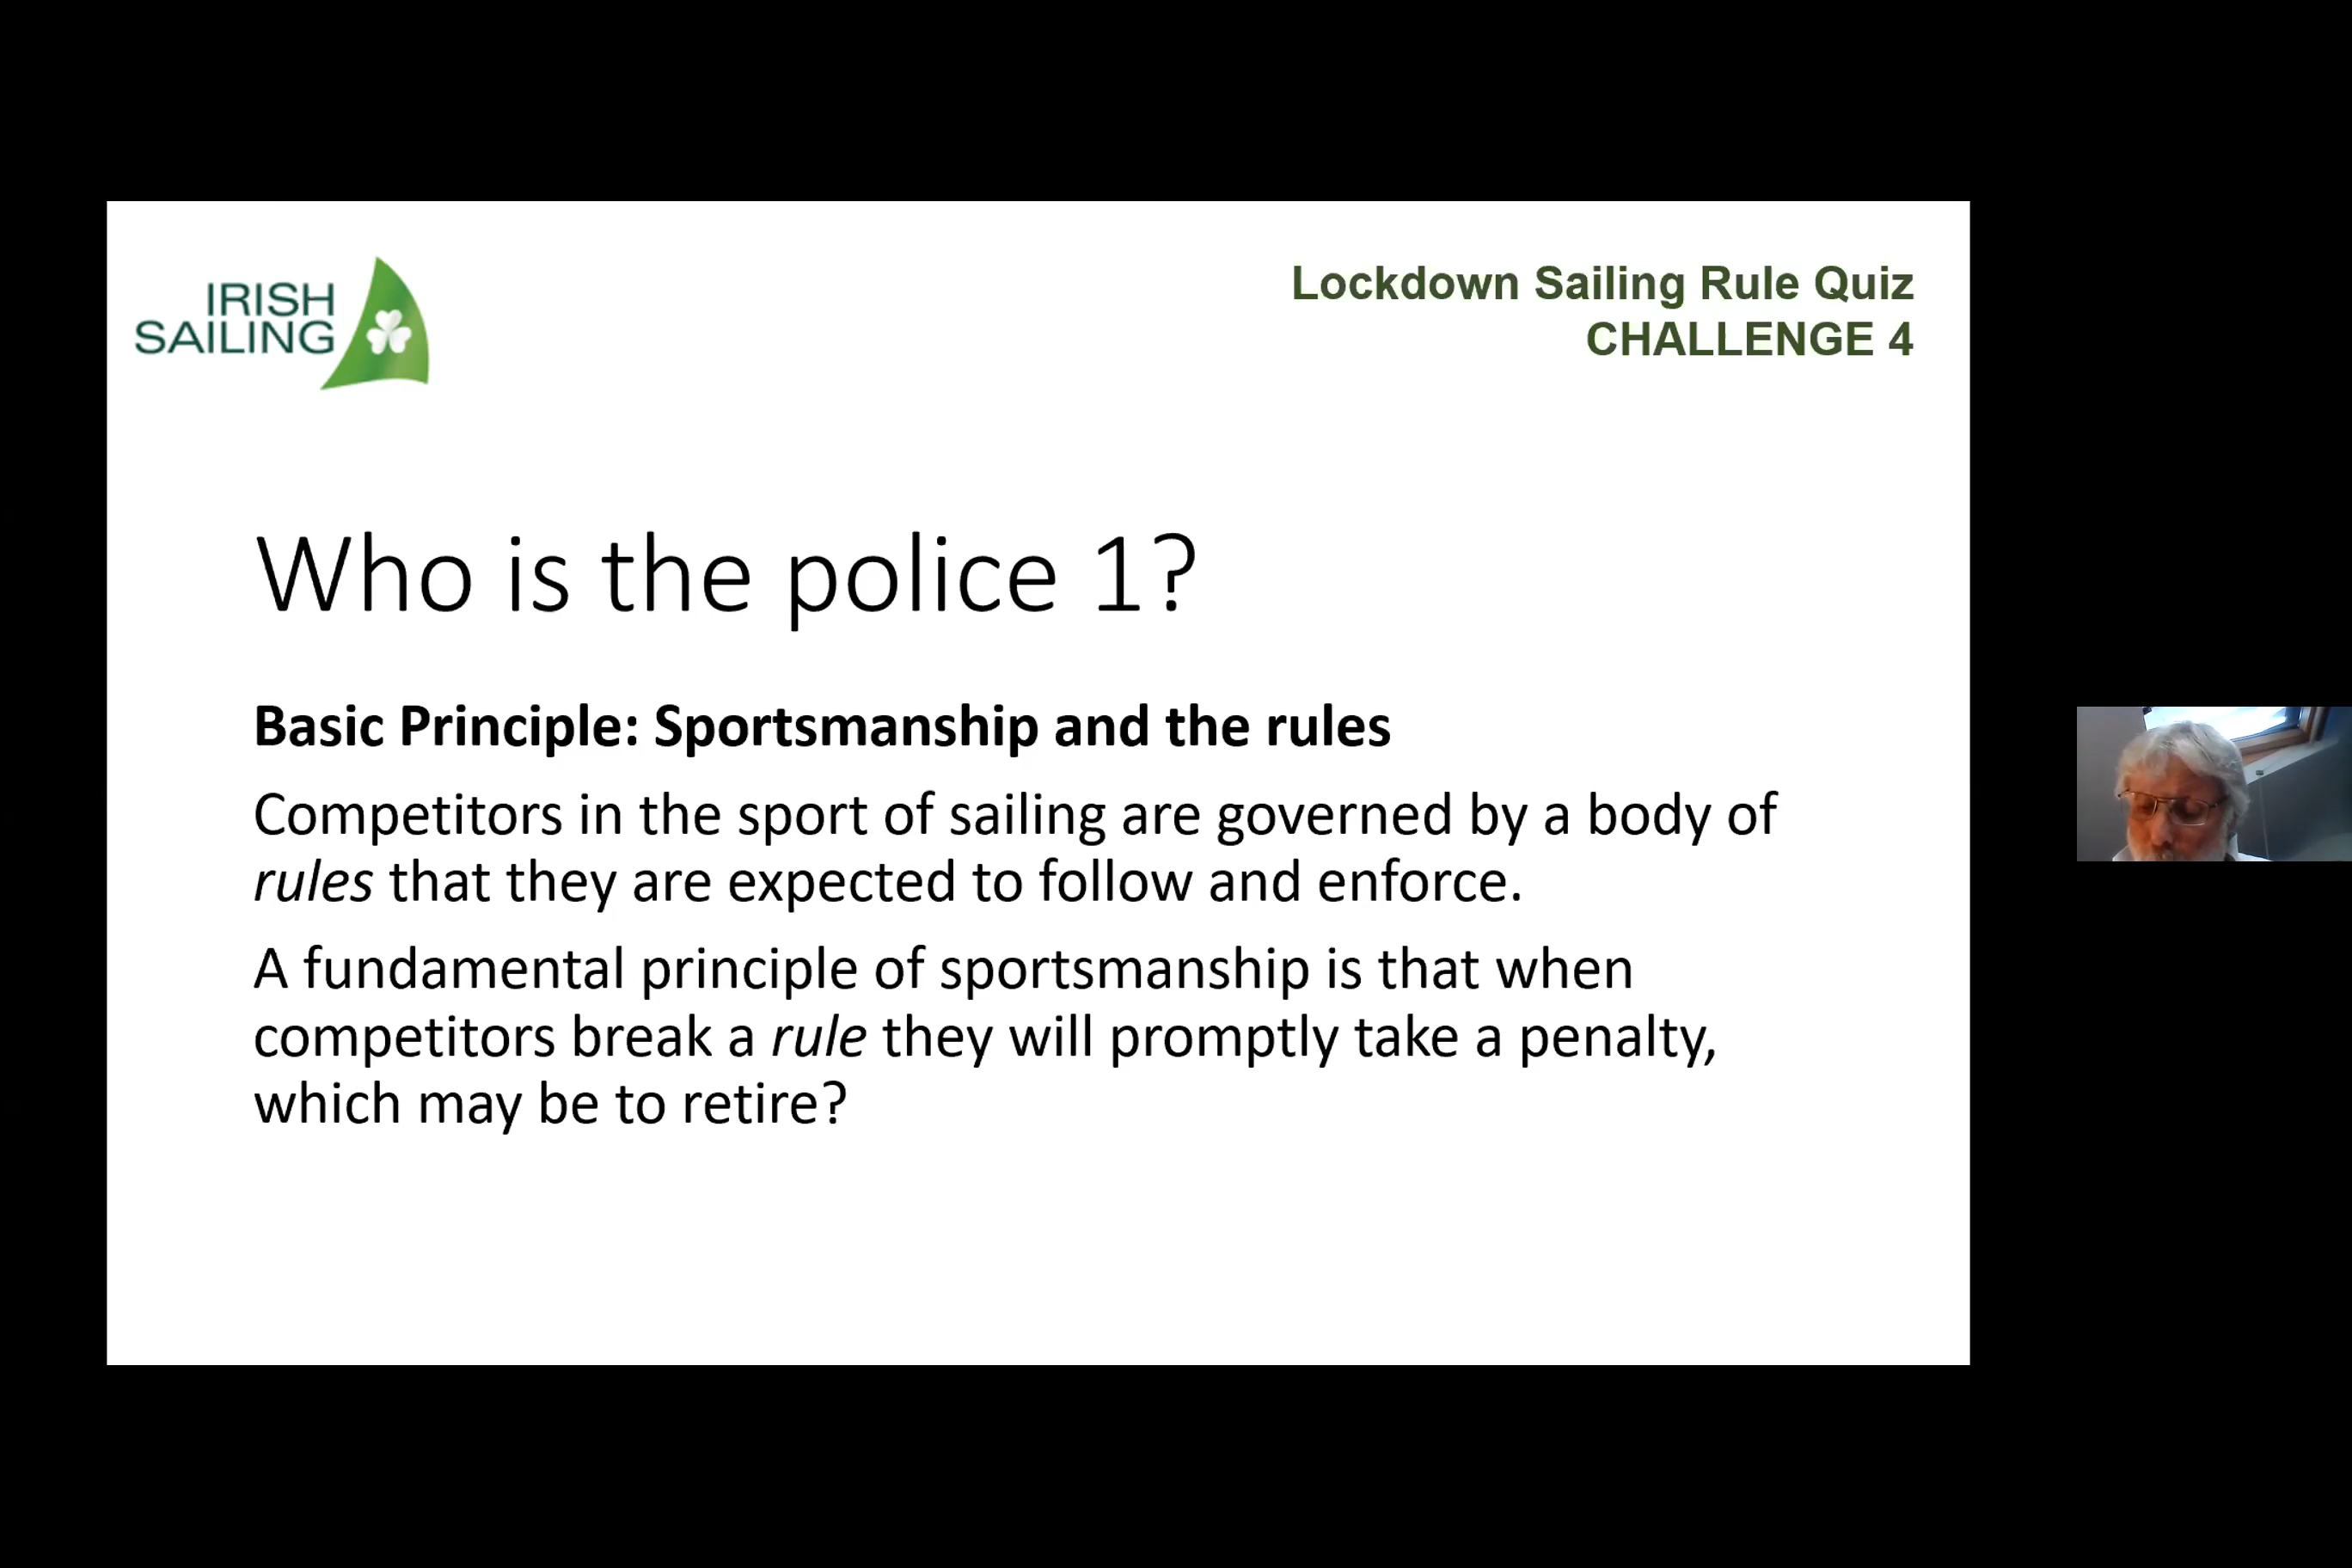 IRISH
SAILING
Lockdown Sailing Rule Quiz
CHALLENGE 4
Who is the police 1?
Basic Principle: Sportsmanship and the rules
Competitors in the sport of sailing are governed by a body of
rules that they are expected to follow and enforce.
A fundamental principle of sportsmanship is that when
competitors break a rule they will promptly take a penalty,
which may be to retire?